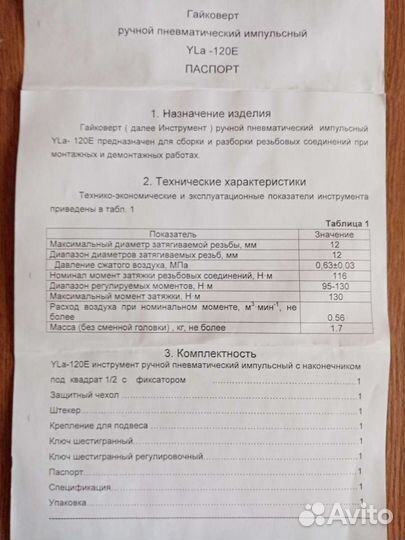 Гайковерт
ручной пневматический импульсный
YLa -120E
ПАСПОРТ
1. Назначение изделия
Гайковерт ( далее Инструмент ) ручной пневматический импульсный
YLa- 120E предназначен для сборки и разборки резьбовых соединений при
монтажных и демонтажных работах.
2. Технические характеристики
Технико-экономические и эксплуатационные показатели инструмента
приведены в табл. 1
Таблица 1
Показатель Значение
Максимальный диаметр затягиваемой резьбы, мм 12
Диапазон диаметров затягиваемых резьб, мм 12
Давление сжатого воздуха, МПа 0,63±0,03
Номинал момент затяжки резьбовых соединений, Н·м 116
Диапазон регулируемых моментов, Н·м 95-130
Максимальный момент затяжки, Н·м 130
Расход воздуха при номинальном моменте, м³·мин⁻¹, не
более 0.56
Масса (без сменной головки) , кг, не более 1.7
3. Комплектность
YLa-120E инструмент ручной пневматический импульсный с наконечником
под квадрат 1/2 с фиксатором 1
Защитный чехол 1
Штекер 1
Крепление для подвеса 1
Ключ шестигранный 1
Ключ шестигранный регулировочный 1
Паспорт 1
Спецификация 1
Упаковка 1
Avito